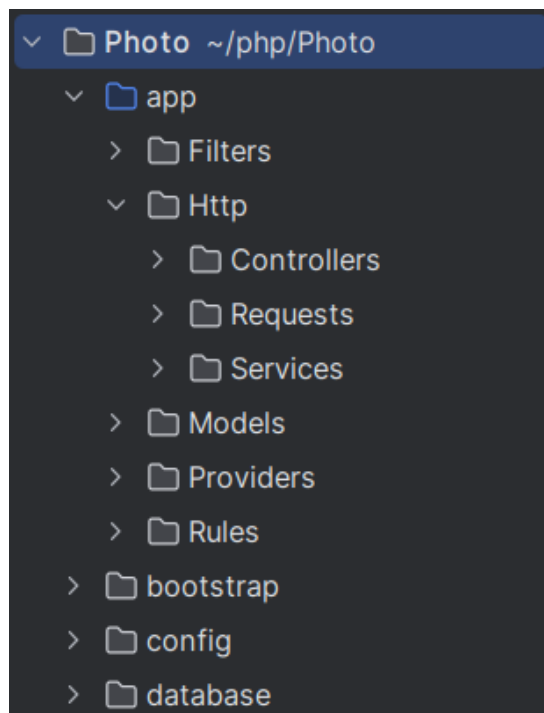 Photo ~/php/Photo
app
Filters
Http
Controllers
Requests
Services
Models
Providers
Rules
bootstrap
config
database